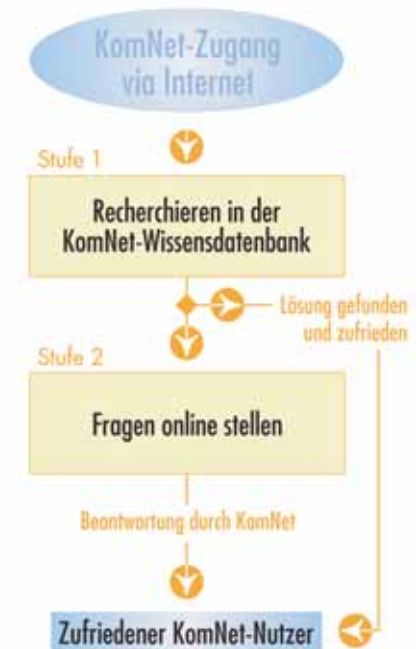 KomNet-Zugang
via Internet
Stufe 1
Recherchieren in der
KomNet-Wissensdatenbank
Lösung gefunden
und zufrieden
Stufe 2
Fragen online stellen
Beantwortung durch KomNet
Zufriedener KomNet-Nutzer